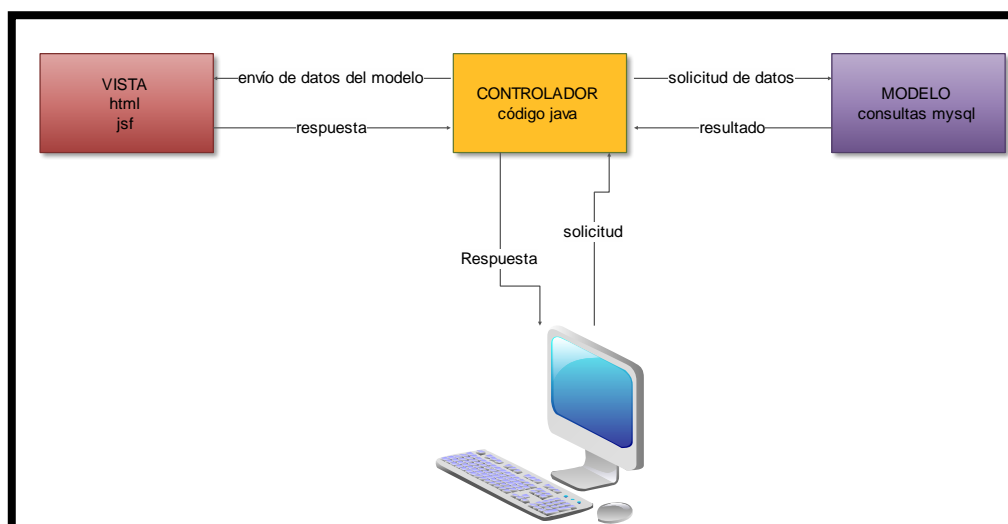 VISTA
html
jsf
envío de datos del modelo
respuesta
CONTROLADOR
código java
solicitud de datos
resultado
MODELO
consultas mysql
solicitud
Respuesta